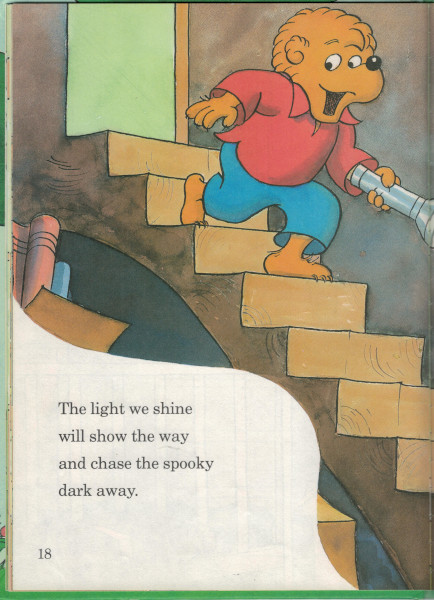 The light we shine
will show the way
and chase the spooky
dark away.
18